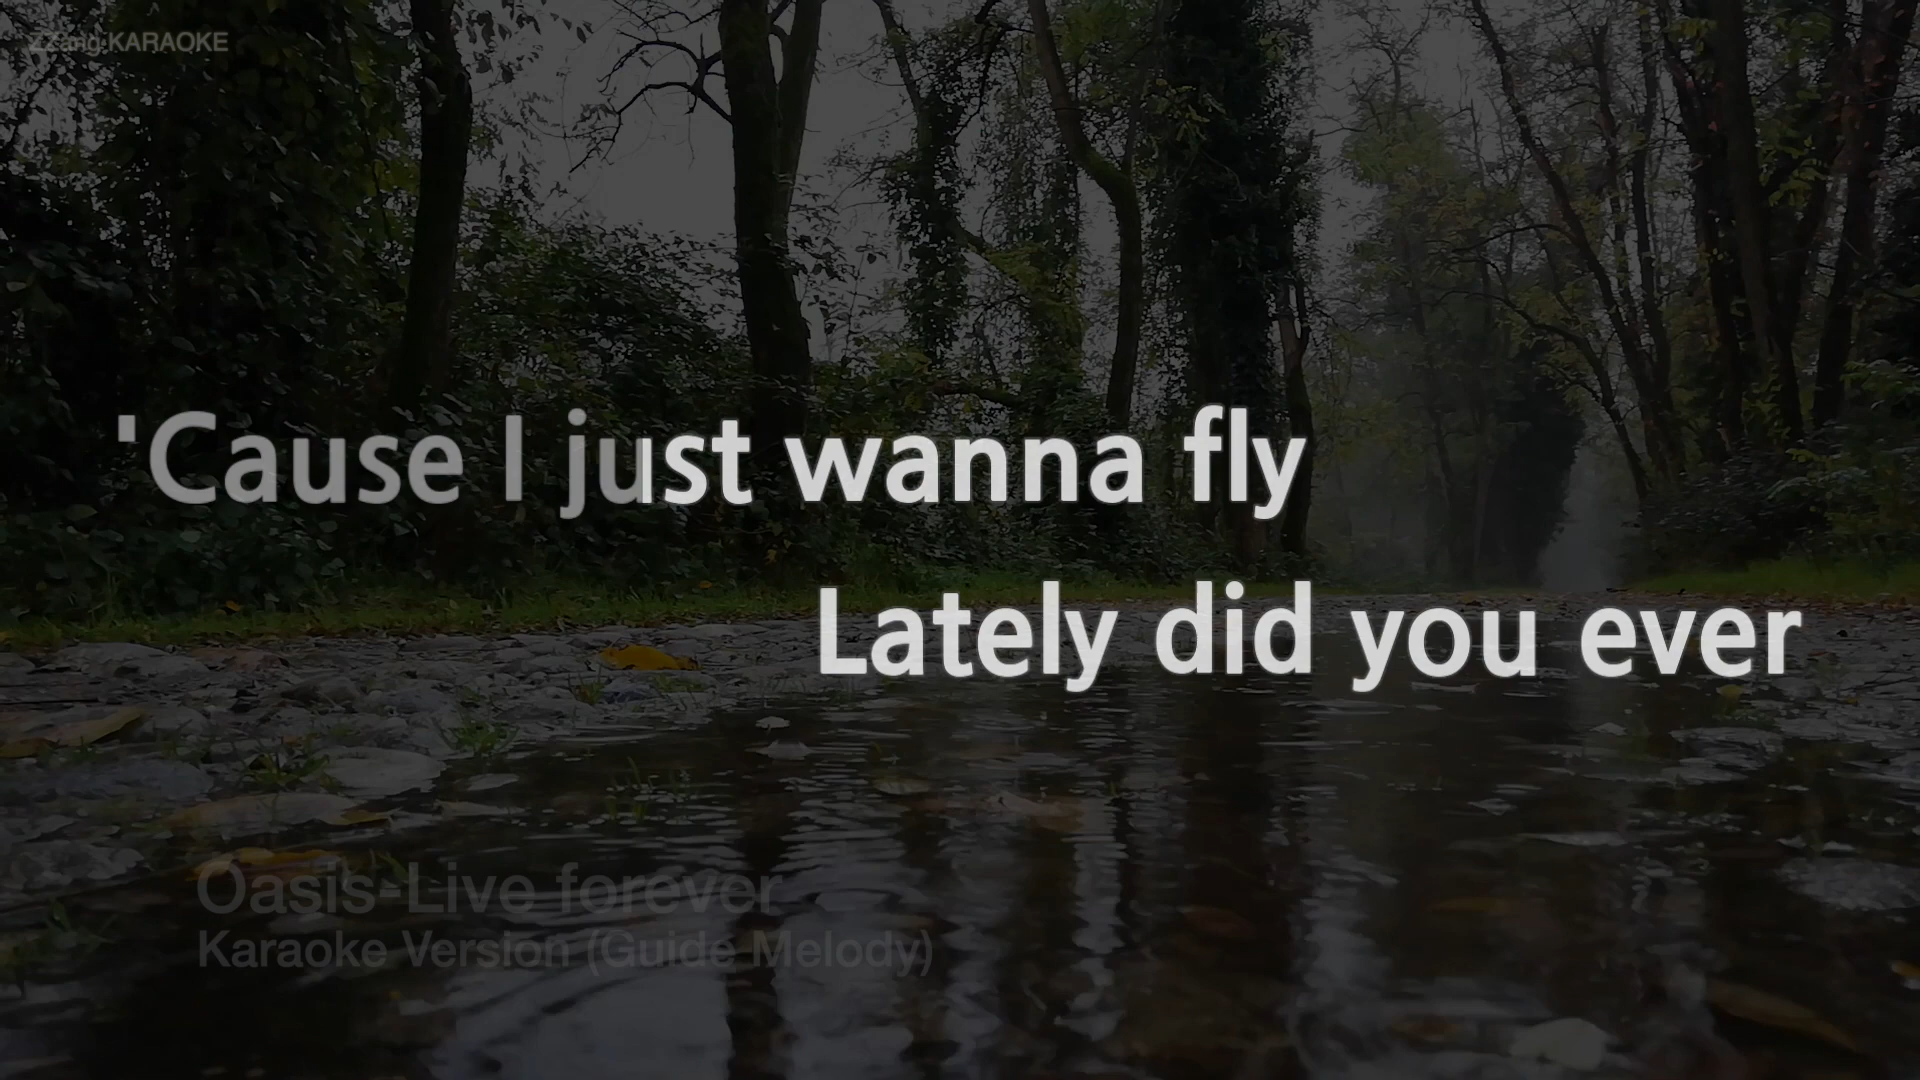 ZZang KARAOKE
'Cause I just wanna fly
Lately did you ever
Oasis-Live forever
Karaoke Version (Guide Melody)